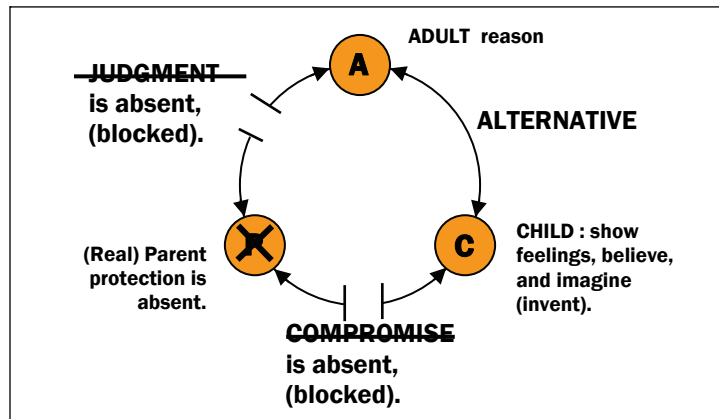 ADULT reason
A
JUDGMENT
is absent,
(blocked).
ALTERNATIVE
P
C
(Real) Parent
protection is
absent.
CHILD : show
feelings, believe,
and imagine
(invent).
COMPROMISE
is absent,
(blocked).